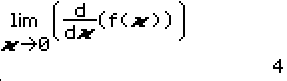 lim x→0 (d/dx (f(x)))
4